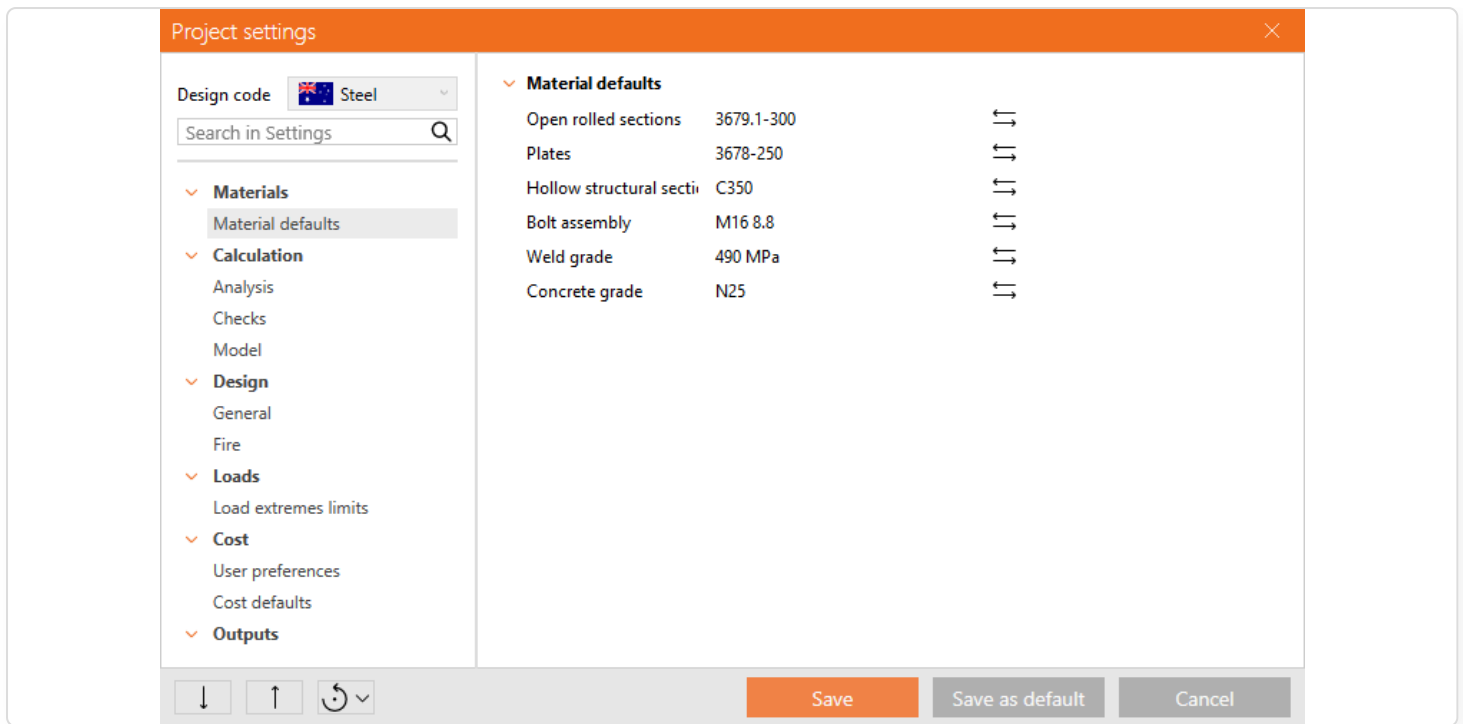 Project settings
Design code Steel
Search in Settings
Materials
Material defaults
Calculation
Analysis
Checks
Model
Design
General
Fire
Loads
Load extremes limits
Cost
User preferences
Cost defaults
Outputs
Material defaults
Open rolled sections 3679.1-300
Plates 3678-250
Hollow structural secti C350
Bolt assembly M16 8.8
Weld grade 490 MPa
Concrete grade N25
Save Save as default Cancel